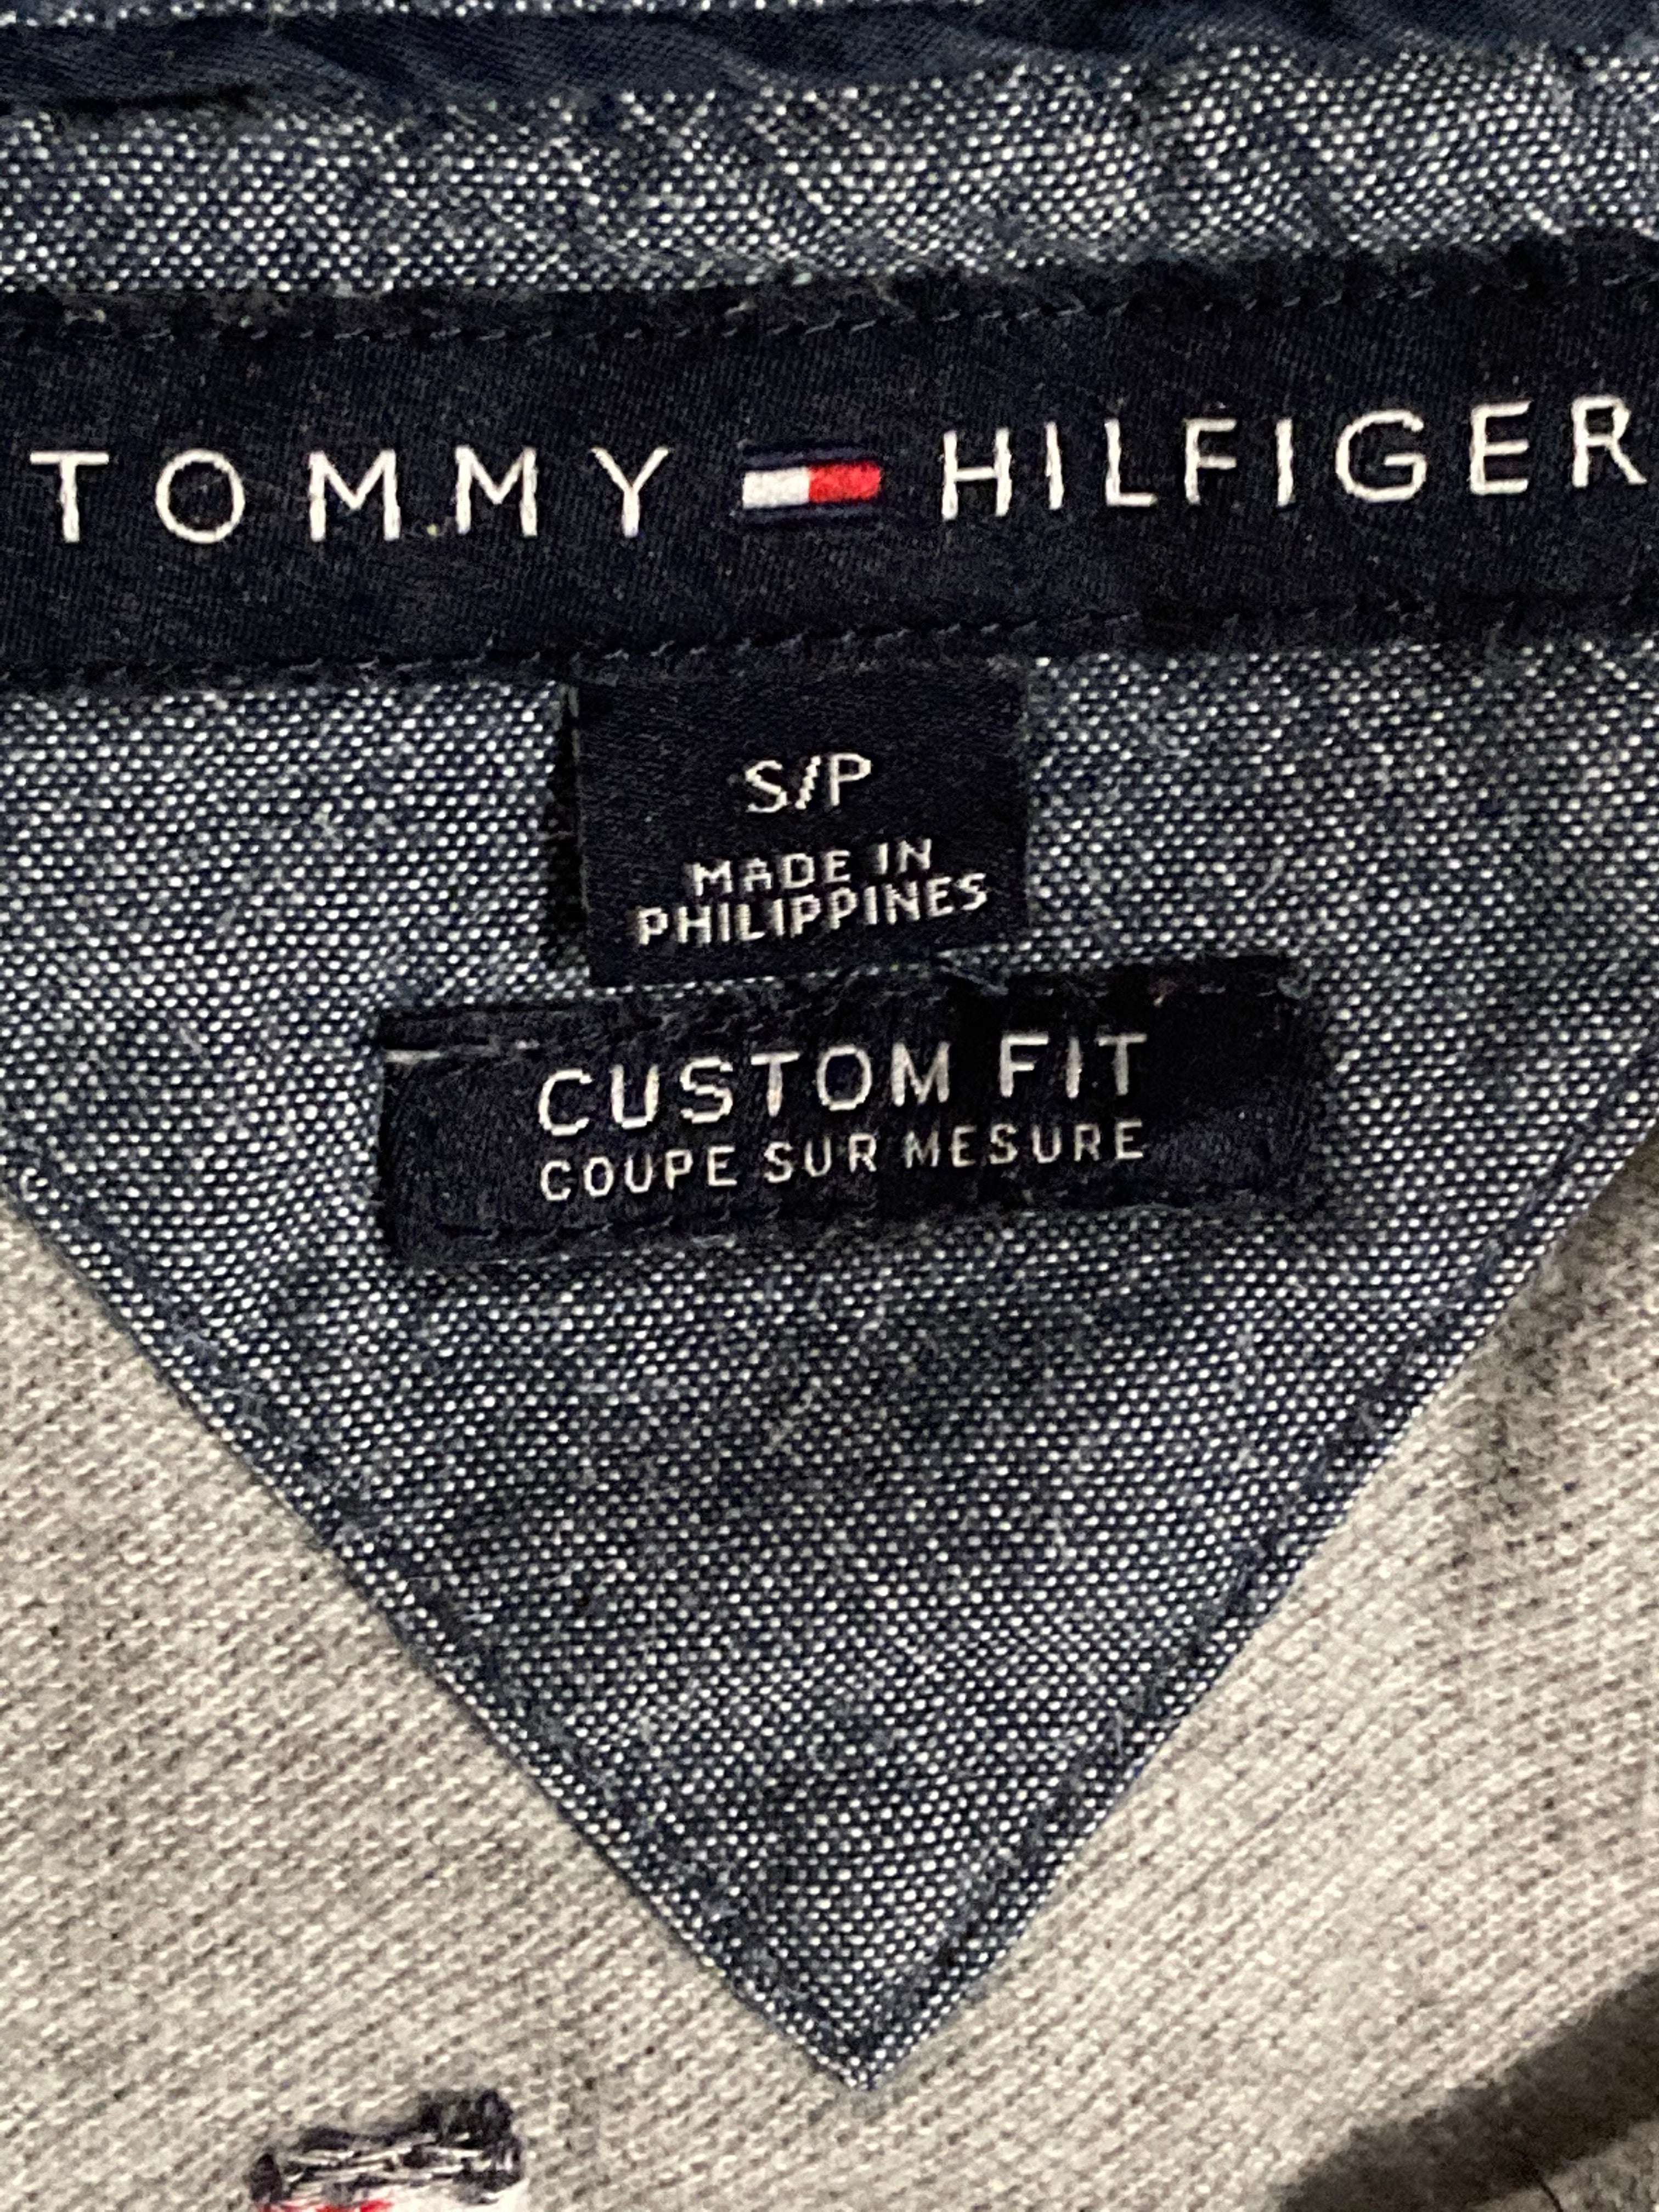 TOMMY HILFIGER
S/P
MADE IN
PHILIPPINES
CUSTOM FIT
COUPE SUR MESURE